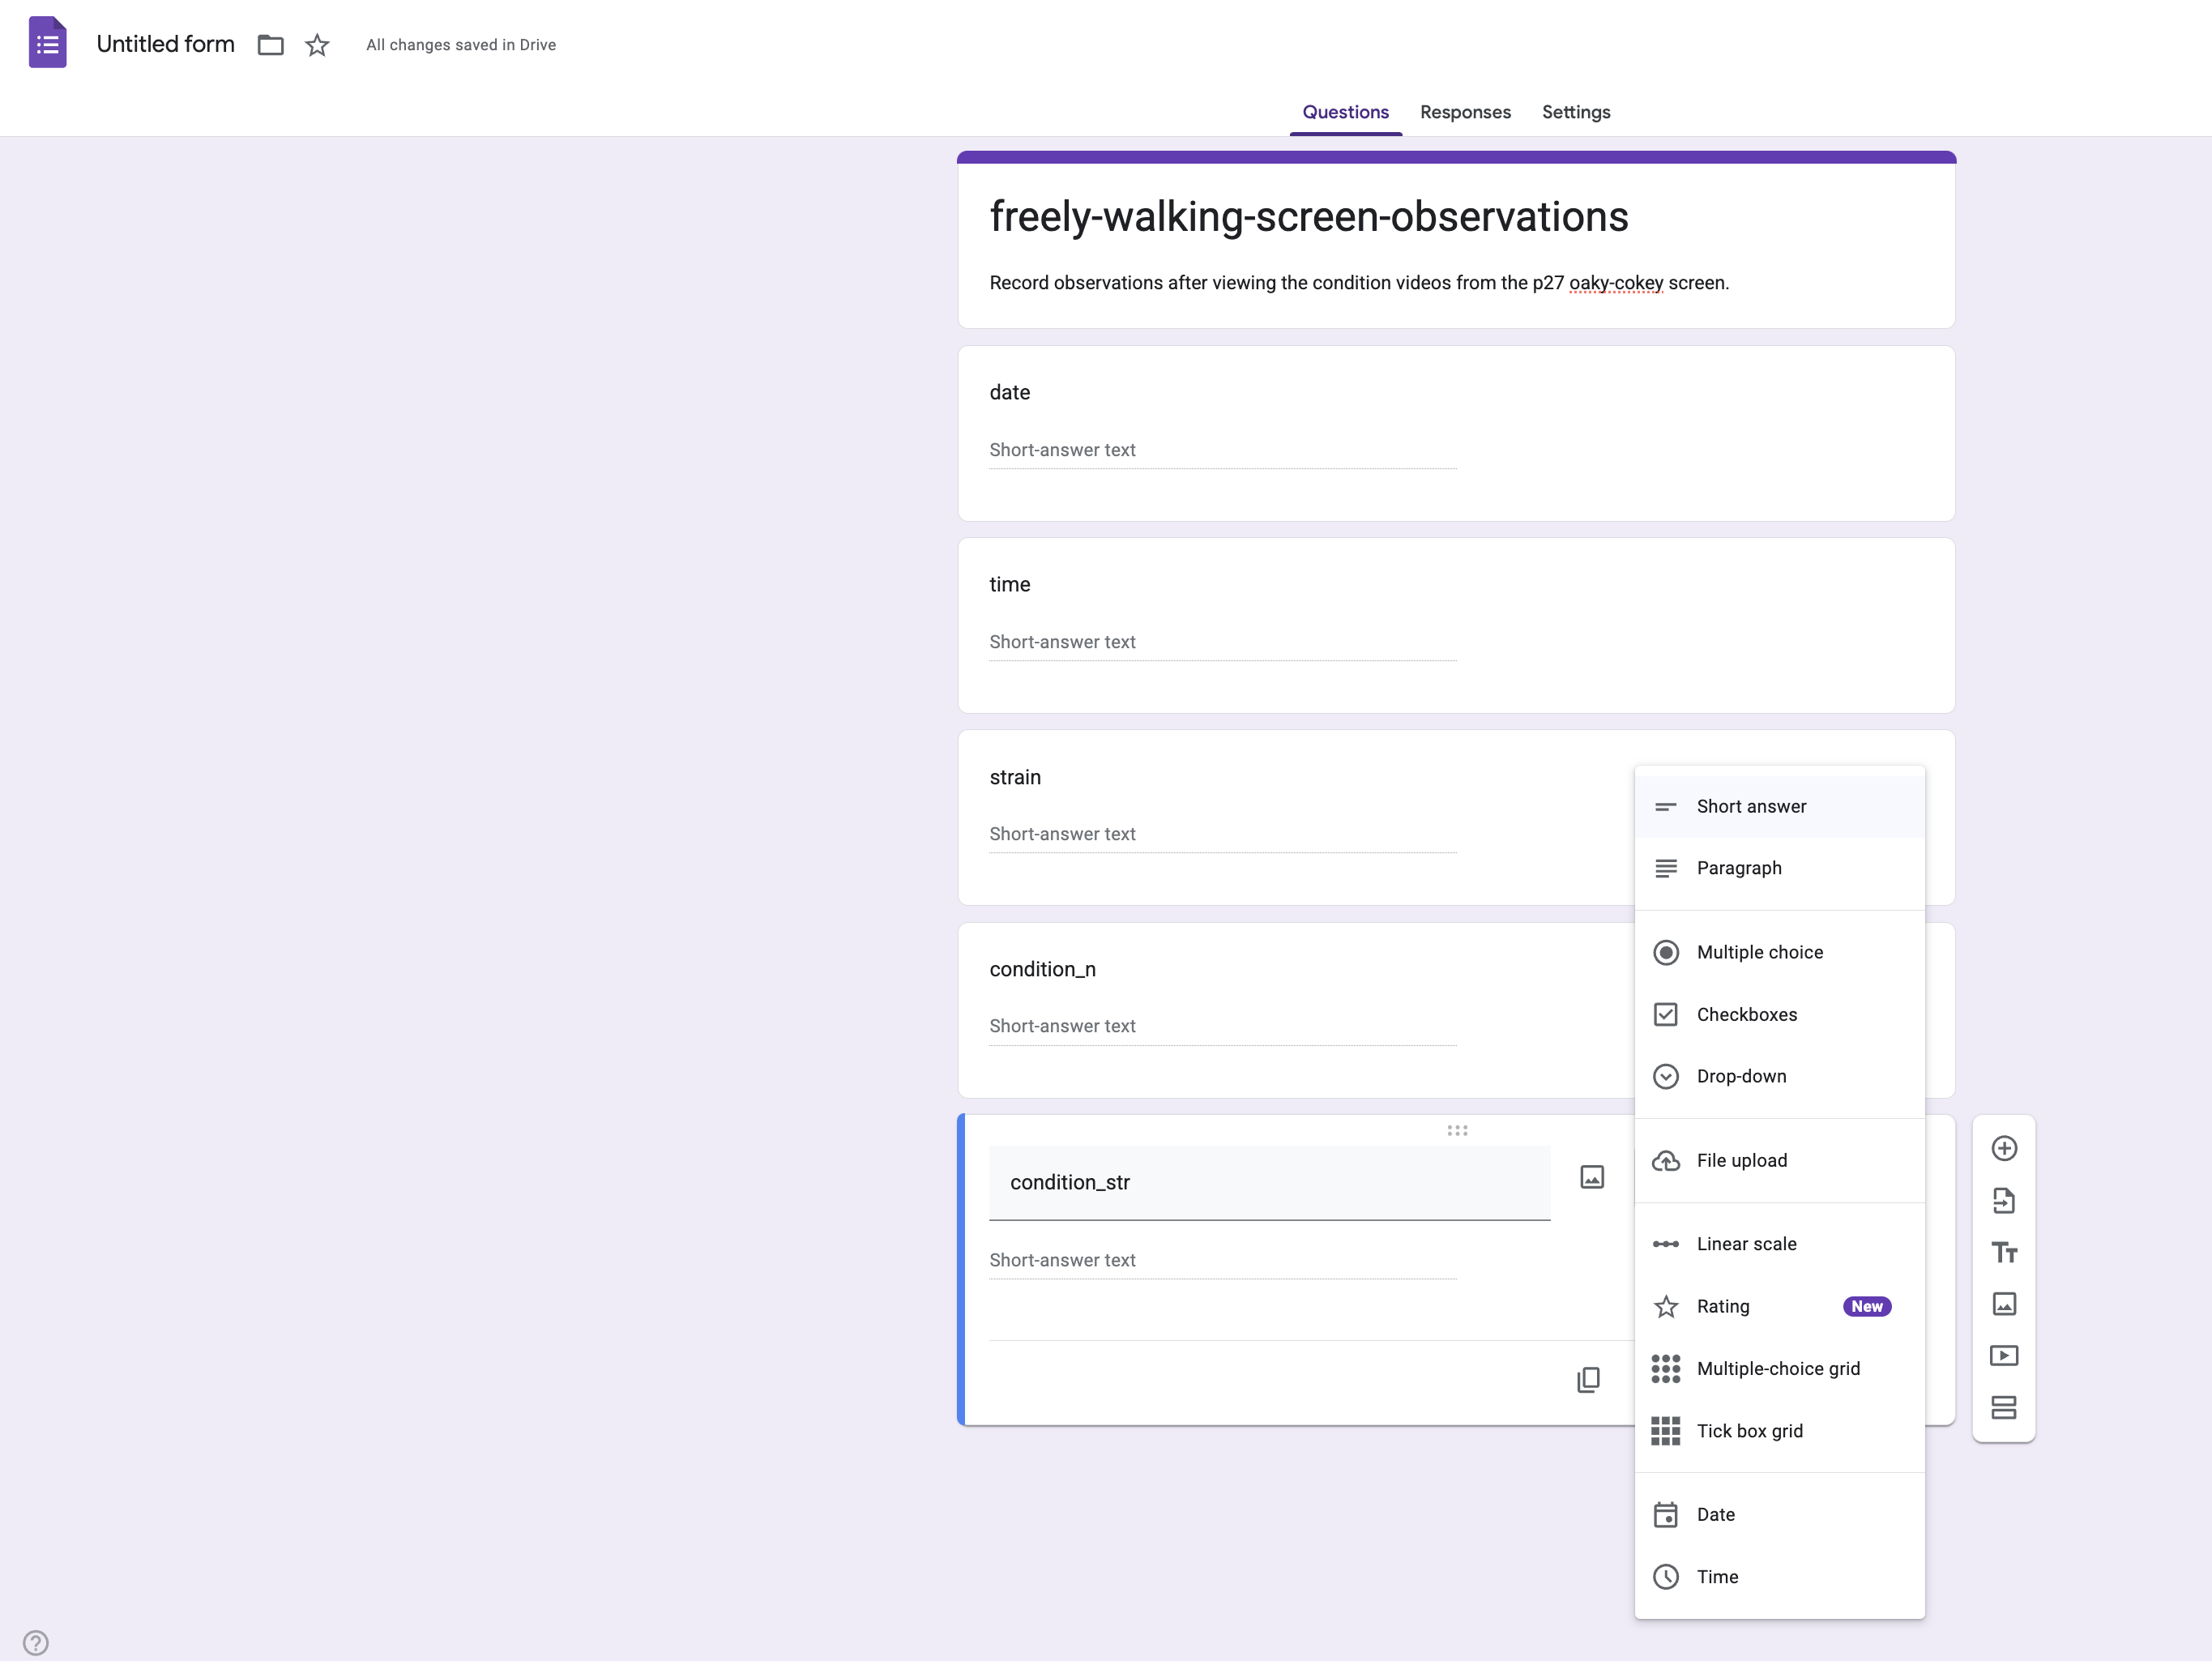 Untitled form
All changes saved in Drive
Questions Responses Settings
freely-walking-screen-observations
Record observations after viewing the condition videos from the p27 oaky-cokey screen.
date
Short-answer text
time
Short-answer text
strain
Short-answer text
condition_n
Short-answer text
condition_str
Short-answer text
Short answer
Paragraph
Multiple choice
Checkboxes
Drop-down
File upload
Linear scale
Rating New
Multiple-choice grid
Tick box grid
Date
Time